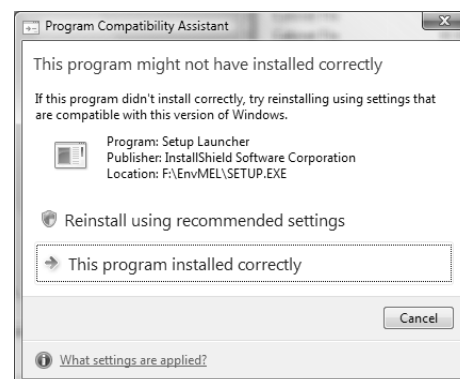 Program Compatibility Assistant
This program might not have installed correctly
If this program didn't install correctly, try reinstalling using settings that
are compatible with this version of Windows.
Program: Setup Launcher
Publisher: InstallShield Software Corporation
Location: F:\EnvMEL\SETUP.EXE
Reinstall using recommended settings
This program installed correctly
Cancel
What settings are applied?